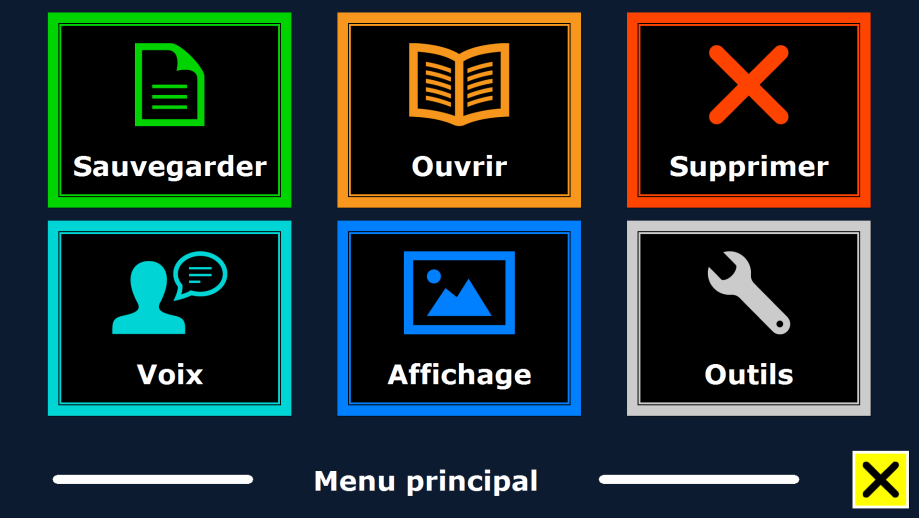 Sauvegarder
Ouvrir
Supprimer
Voix
Affichage
Outils
Menu principal